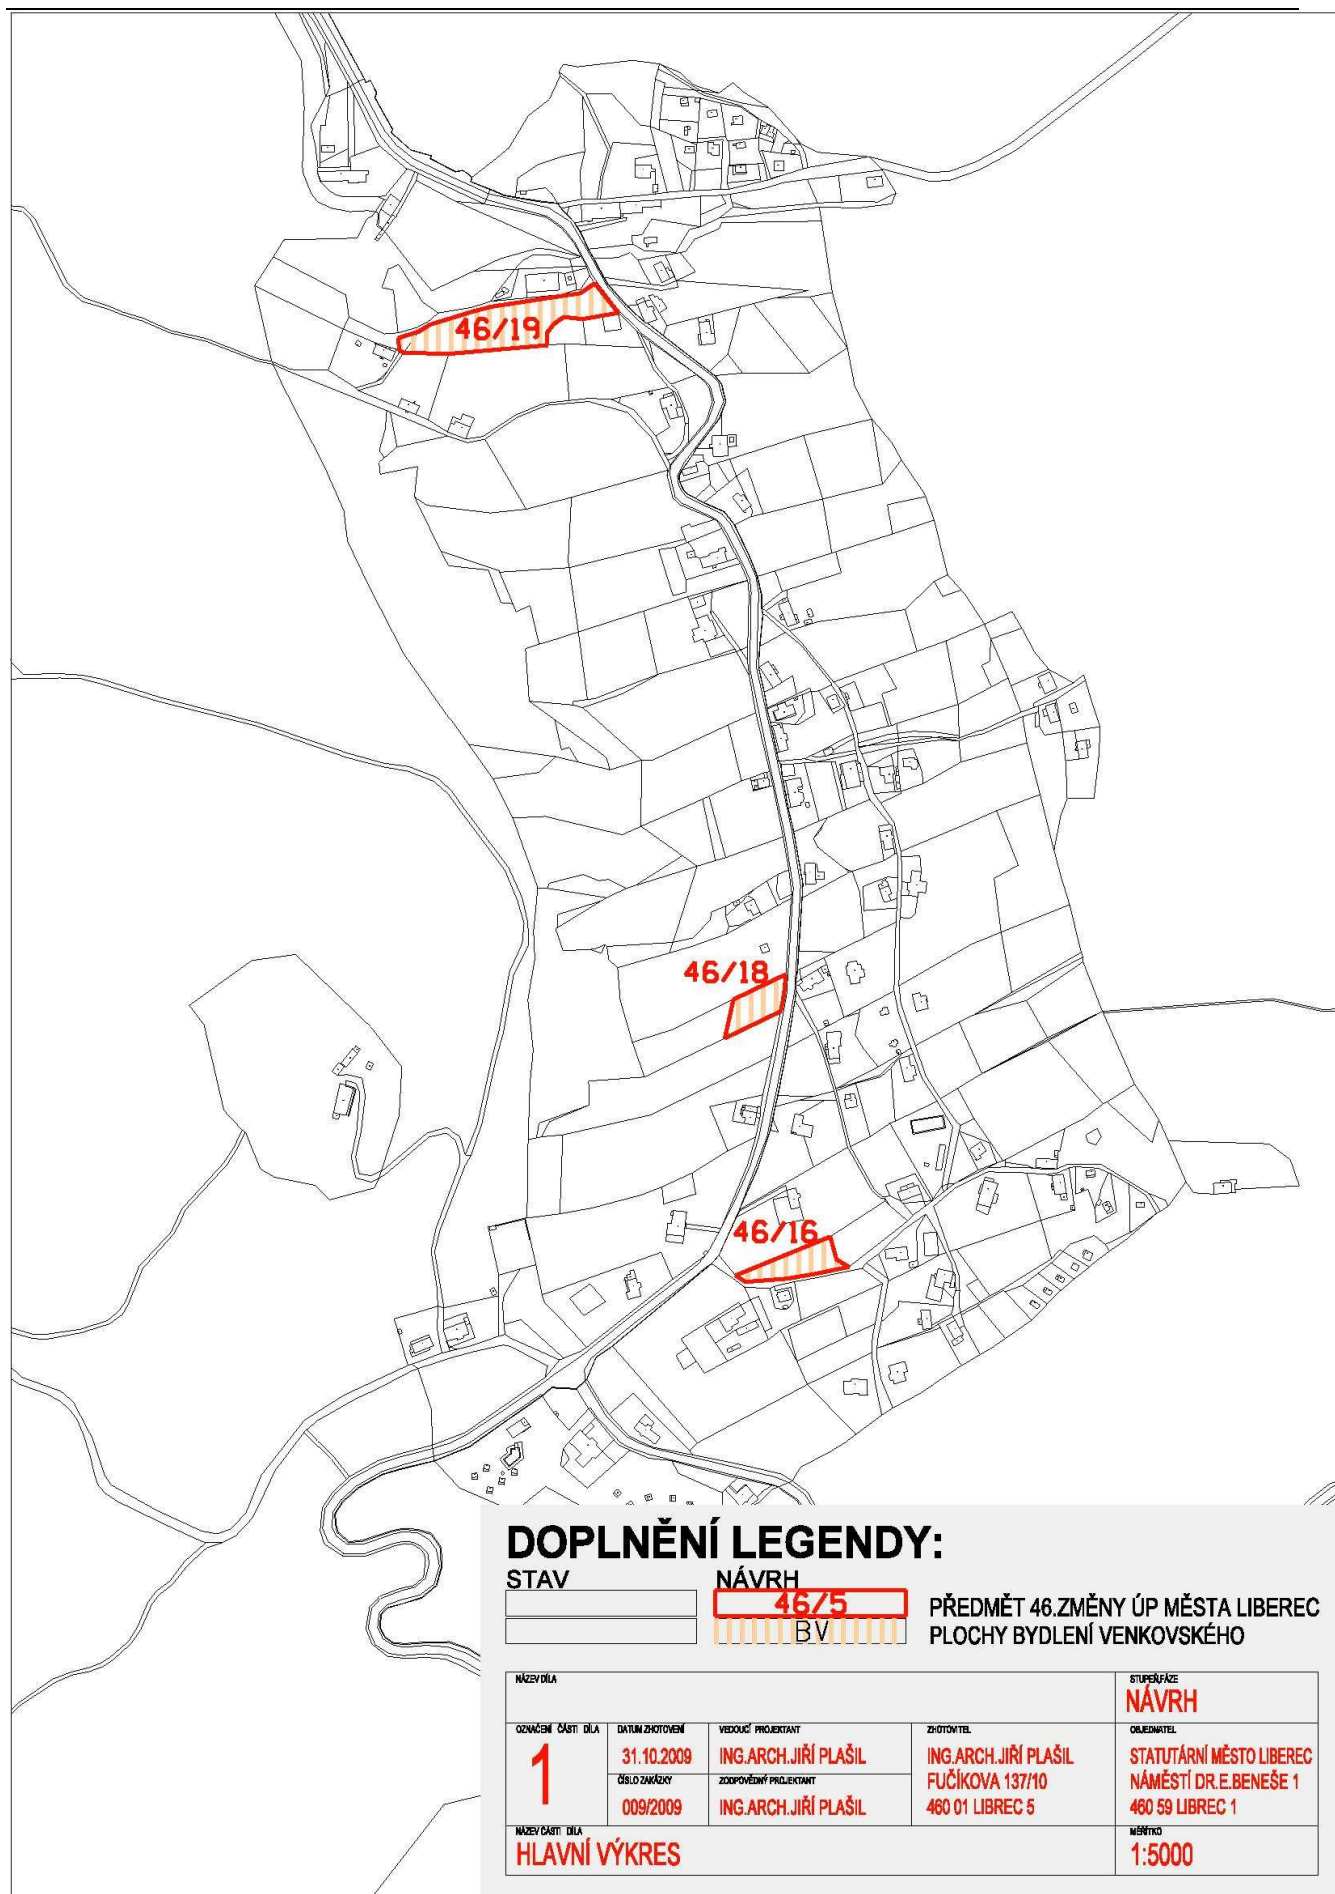 46/19
46/18
46/16
DOPLNĚNÍ LEGENDY:
STAV NÁVRH
46/5 PŘEDMĚT 46.ZMĚNY ÚP MĚSTA LIBEREC
BV PLOCHY BYDLENÍ VENKOVSKÉHO
NÁZEV DÍLA STUPEŇ/FÁZE
NÁVRH
OZNAČENÍ ČÁSTI DÍLA DATUM ZHOTOVENÍ VEDOUCÍ PROJEKTANT ZHOTOVITEL OBJEDNATEL
1 31.10.2009 ING.ARCH.JIŘÍ PLAŠIL ING.ARCH.JIŘÍ PLAŠIL STATUTÁRNÍ MĚSTO LIBEREC
ČÍSLO ZAKÁZKY ZODPOVĚDNÝ PROJEKTANT FUČÍKOVA 137/10 NÁMĚSTÍ DR.E.BENEŠE 1
009/2009 ING.ARCH.JIŘÍ PLAŠIL 460 01 LIBREC 5 460 59 LIBREC 1
NÁZEV ČÁSTI DÍLA MĚŘÍTKO
HLAVNÍ VÝKRES 1:5000